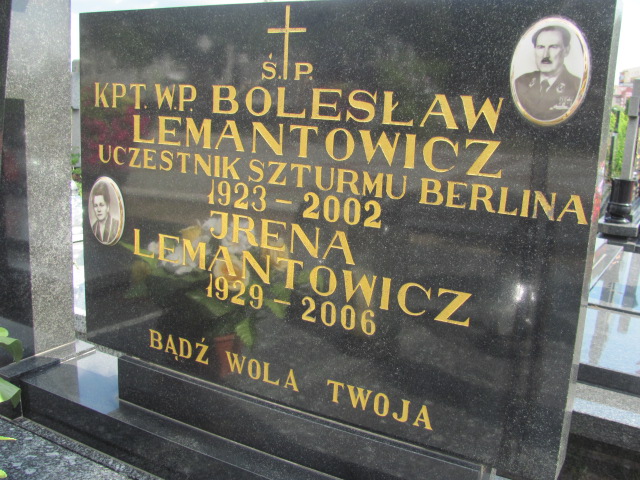 Ś.P.
KPT. W.P. BOLESŁAW
LEMANTOWICZ
UCZESTNIK SZTURMU BERLINA
1923 - 2002
JRENA
LEMANTOWICZ
1929 - 2006
BĄDŹ WOLA TWOJA